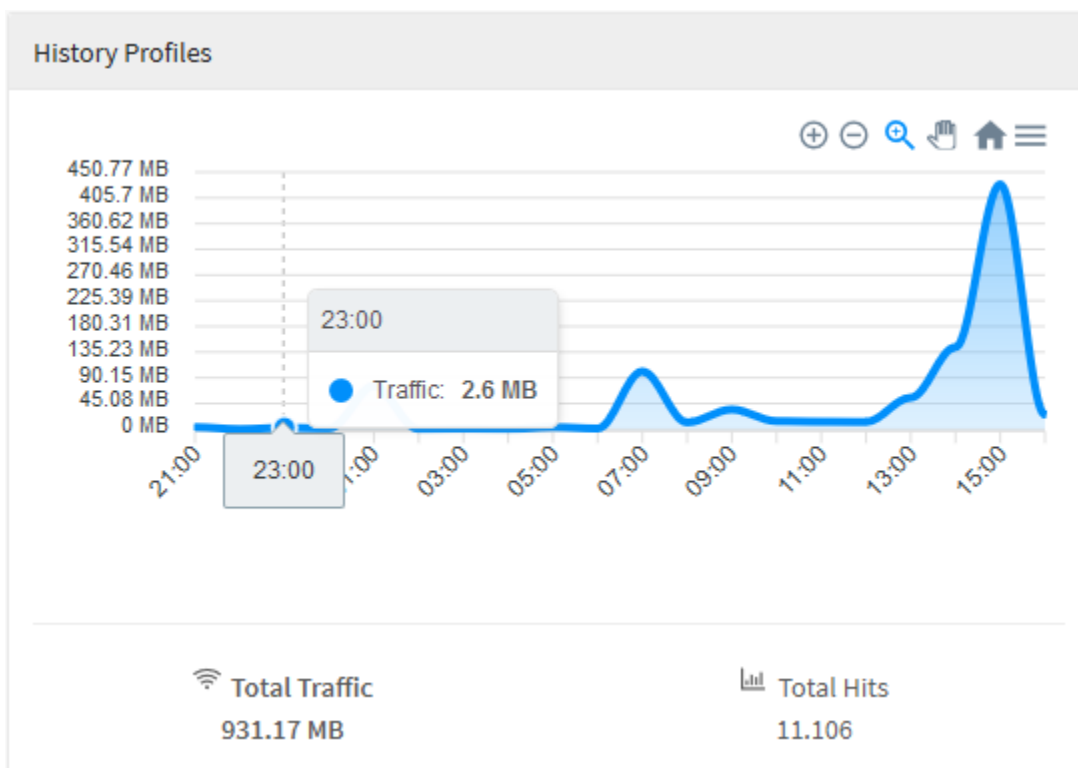 History Profiles
450.77 MB
405.7 MB
360.62 MB
315.54 MB
270.46 MB
225.39 MB
180.31 MB
135.23 MB
90.15 MB
45.08 MB
0 MB
23:00
Traffic: 2.6 MB
21:00 23:00 1:00 03:00 05:00 07:00 09:00 11:00 13:00 15:00
Total Traffic Total Hits
931.17 MB 11.106